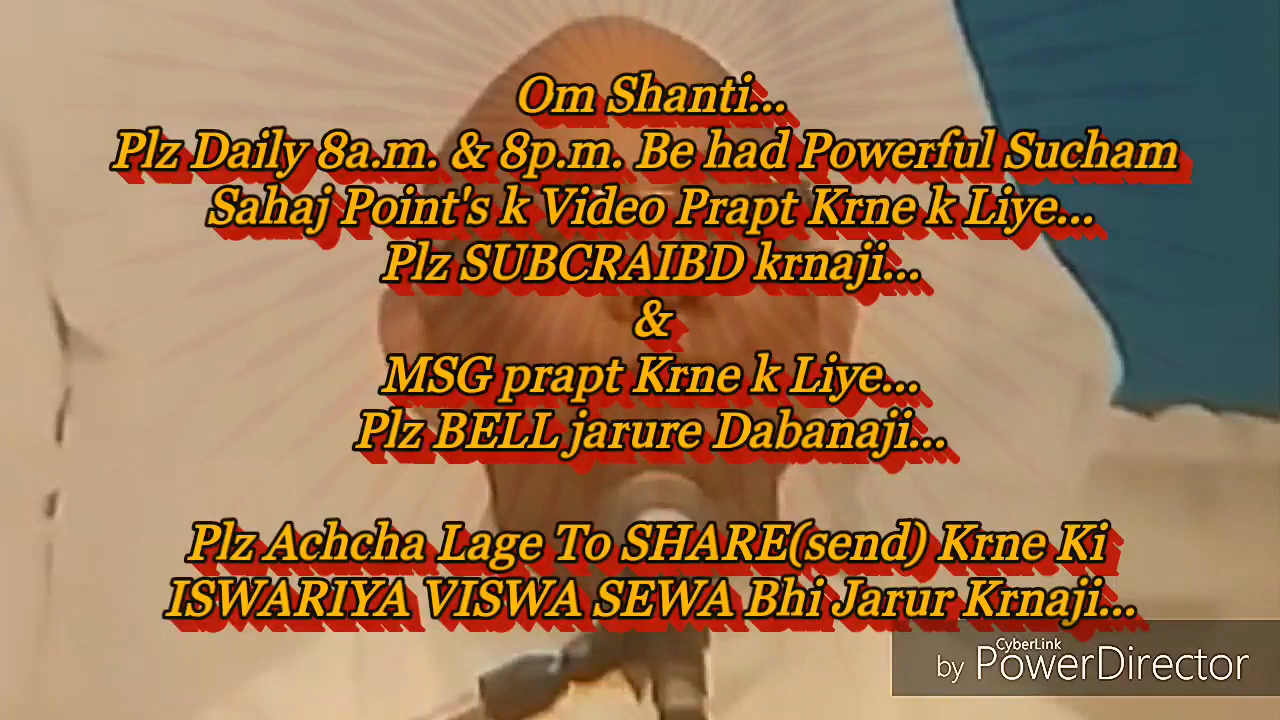 Om Shanti...
Plz Daily 8a.m. & 8p.m. Be had Powerful Sucham
Sahaj Point's k Video Prapt Krne k Liye...
Plz SUBCRAIBD krnaji...
&
MSG prapt Krne k Liye...
Plz BELL jarure Dabanaji...
Plz Achcha Lage To SHARE(send) Krne Ki
ISWARIYA VISWA SEWA Bhi Jarur Krnaji...
CyberLink
by PowerDirector